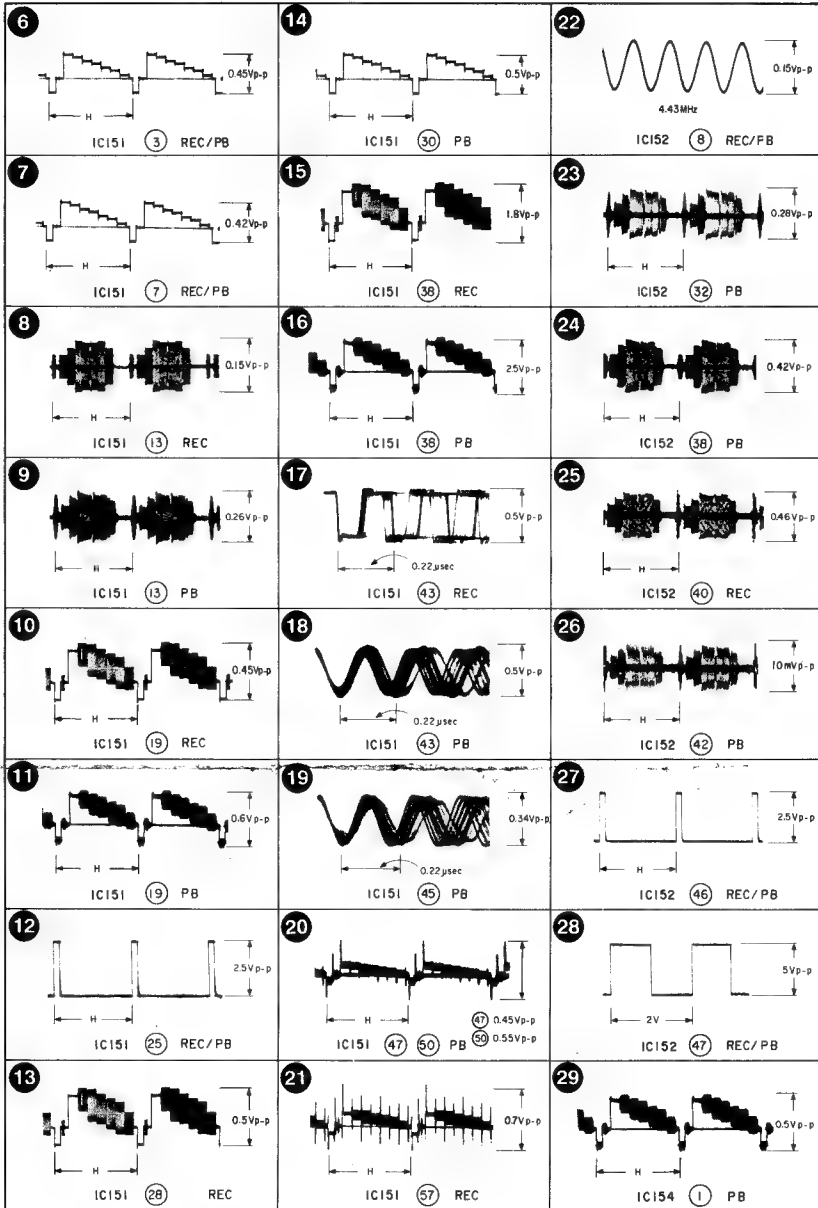 6
0.45Vp-p
H
IC151 3 REC/PB
7
0.42Vp-p
H
IC151 7 REC/PB
8
0.15Vp-p
H
IC151 13 REC
9
0.26Vp-p
H
IC151 13 PB
10
0.45Vp-p
H
IC151 19 REC
11
0.6Vp-p
H
IC151 19 PB
12
2.5Vp-p
H
IC151 25 REC/PB
13
0.5Vp-p
H
IC151 28 REC
14
0.5Vp-p
H
IC151 30 PB
15
1.8Vp-p
H
IC151 38 REC
16
2.5Vp-p
H
IC151 38 PB
17
0.5Vp-p
0.22µsec
IC151 43 REC
18
0.5Vp-p
0.22µsec
IC151 43 PB
19
0.34Vp-p
0.22µsec
IC151 45 PB
20
H
47 0.45Vp-p
50 0.55Vp-p
IC151 47 50 PB
21
0.7Vp-p
H
IC151 57 REC
22
0.15Vp-p
4.43MHz
IC152 8 REC/PB
23
0.28Vp-p
H
IC152 32 PB
24
0.42Vp-p
H
IC152 38 PB
25
0.46Vp-p
H
IC152 40 REC
26
10mVp-p
H
IC152 42 PB
27
2.5Vp-p
H
IC152 46 REC/PB
28
5Vp-p
2V
IC152 47 REC/PB
29
0.5Vp-p
H
IC154 1 PB